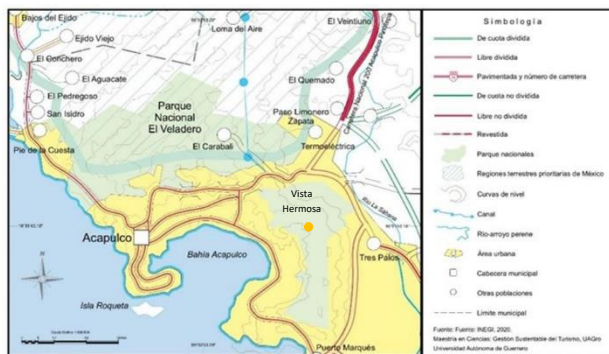 Bajos del Ejido
Loma del Aire
El Veintiuno
Ejido Viejo
El Conchero
El Aguacate
El Quemado
El Pedregoso
Parque
Nacional
El Veladero
San Isidro
Paso Limonero
Zapata
Pie de la Cuesta
El Carabali
Termoeléctrica
Vista
Hermosa
Río La Sabana
Acapulco
Bahia Acapulco
Tres Palos
Isla Roqueta
Puerto Marqués
Simbología
De cuota dividida
Libre dividida
Pavimentada y número de carretera
De cuota no dividida
Libre no dividida
Revestida
Parque nacionales
Regiones terrestres prioritarias de México
Curvas de nivel
Canal
Río-arroyo perene
Área urbana
Cabecera municipal
Otras poblaciones
Límite municipal
Fuente: Fuente: INEGI, 2020.
Maestría en Ciencias: Gestión Sustentable del Turismo, UAGro
Universidad Autónoma de Guerrero